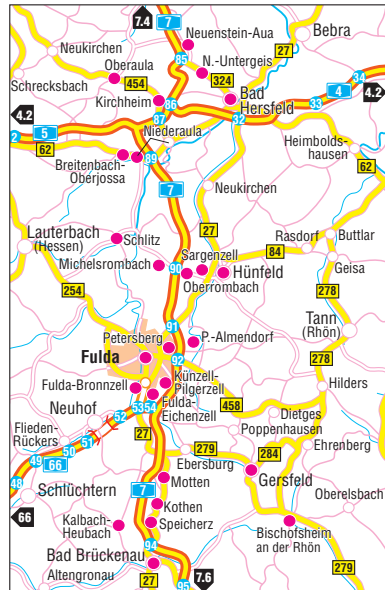 7.4
7
Neuenstein-Aua
Bebra
Neukirchen
27
Oberaula
85
N.-Untergeis
34
Schrecksbach
454
324
4
4.2
Kirchheim
86
Bad
Hersfeld
33
4.2
87
32
5
2
Niederaula
62
Heimbolds-
hausen
Breitenbach-
Oberjossa
89
62
7
Neukirchen
Lauterbach
(Hessen)
Schlitz
27
Rasdorf
Buttlar
Sargenzell
84
Michelsrombach
90
Hünfeld
Geisa
Oberrombach
254
278
91
Tann
(Rhön)
Petersberg
P.-Almendorf
Fulda
92
278
Fulda-Bronnzell
Künzell-
Pilgerzell
Hilders
Neuhof
52
53
54
Fulda-
Eichenzell
458
Dietges
Flieden-
Rückers
51
27
Poppenhausen
50
279
284
Ehrenberg
49
66
Ebersburg
48
Motten
Gersfeld
Schlüchtern
7
Oberelsbach
66
Kothen
Kalbach-
Heubach
Speicherz
Bischofsheim
an der Rhön
94
Bad Brückenau
Altengronau
279
27
7.6
95